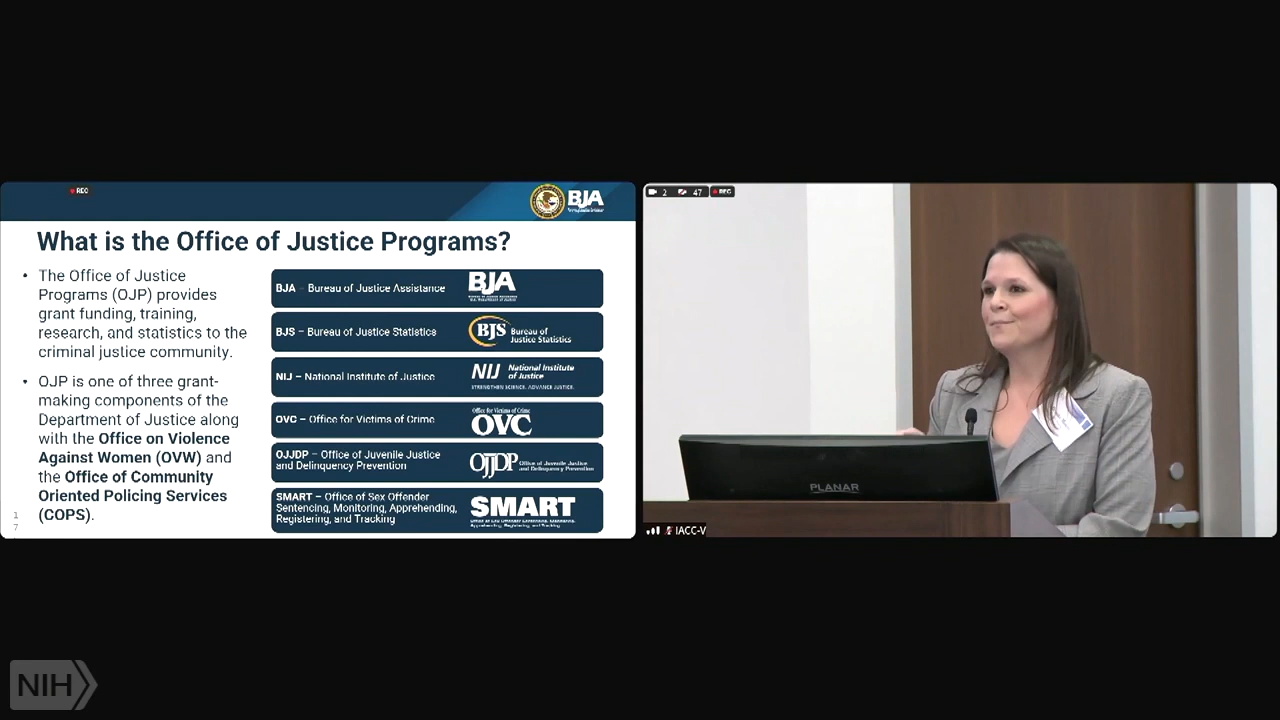 REC
BJA
What is the Office of Justice Programs?
• The Office of Justice
Programs (OJP) provides
grant funding, training,
research, and statistics to the
criminal justice community.
• OJP is one of three grant-
making components of the
Department of Justice along
with the Office on Violence
Against Women (OVW) and
the Office of Community
Oriented Policing Services
(COPS).
1
7
BJA – Bureau of Justice Assistance
BJA
BJS – Bureau of Justice Statistics
BJS Bureau of
Justice Statistics
NIJ – National Institute of Justice
NIJ National Institute
of Justice
STRENGTHEN SCIENCE. ADVANCE JUSTICE.
OVC – Office for Victims of Crime
Office for Victims of Crime
OVC
OJJDP – Office of Juvenile Justice
and Delinquency Prevention
OJJDP Office of Juvenile Justice
and Delinquency Prevention
SMART – Office of Sex Offender
Sentencing, Monitoring, Apprehending,
Registering, and Tracking
SMART
2 47 REC
PLANAR
IACC-V
NIH